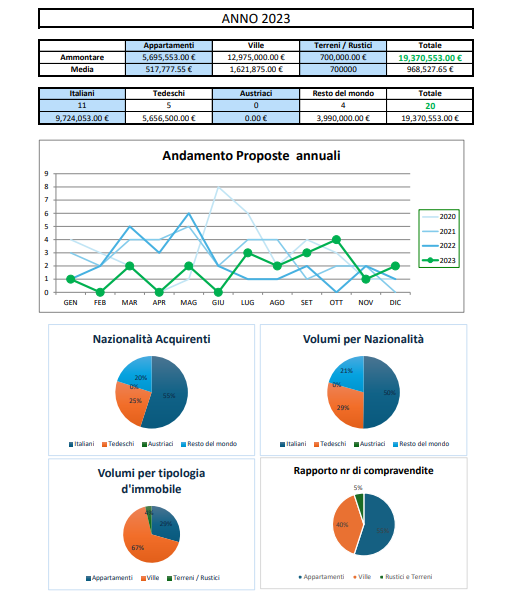 ANNO 2023
Appartamenti Ville Terreni / Rustici Totale
Ammontare 5,695,553.00 € 12,975,000.00 € 700,000.00 € 19,370,553.00 €
Media 517,777.55 € 1,621,875.00 € 700000 968,527.65 €
Italiani Tedeschi Austriaci Resto del mondo Totale
11 5 0 4 20
9,724,053.00 € 5,656,500.00 € 0.00 € 3,990,000.00 € 19,370,553.00 €
Andamento Proposte annuali
9
8
7
6
5
4
3
2
1
0
GEN FEB MAR APR MAG GIU LUG AGO SET OTT NOV DIC
2020
2021
2022
2023
Nazionalità Acquirenti
20%
0%
25%
55%
Italiani Tedeschi Austriaci Resto del mondo
Volumi per Nazionalità
21%
0%
29%
50%
Italiani Tedeschi Austriaci Resto del mondo
Volumi per tipologia
d'immobile
4%
29%
67%
Appartamenti Ville Terreni / Rustici
Rapporto nr di compravendite
5%
40%
Appartamenti Ville Rustici e Terreni